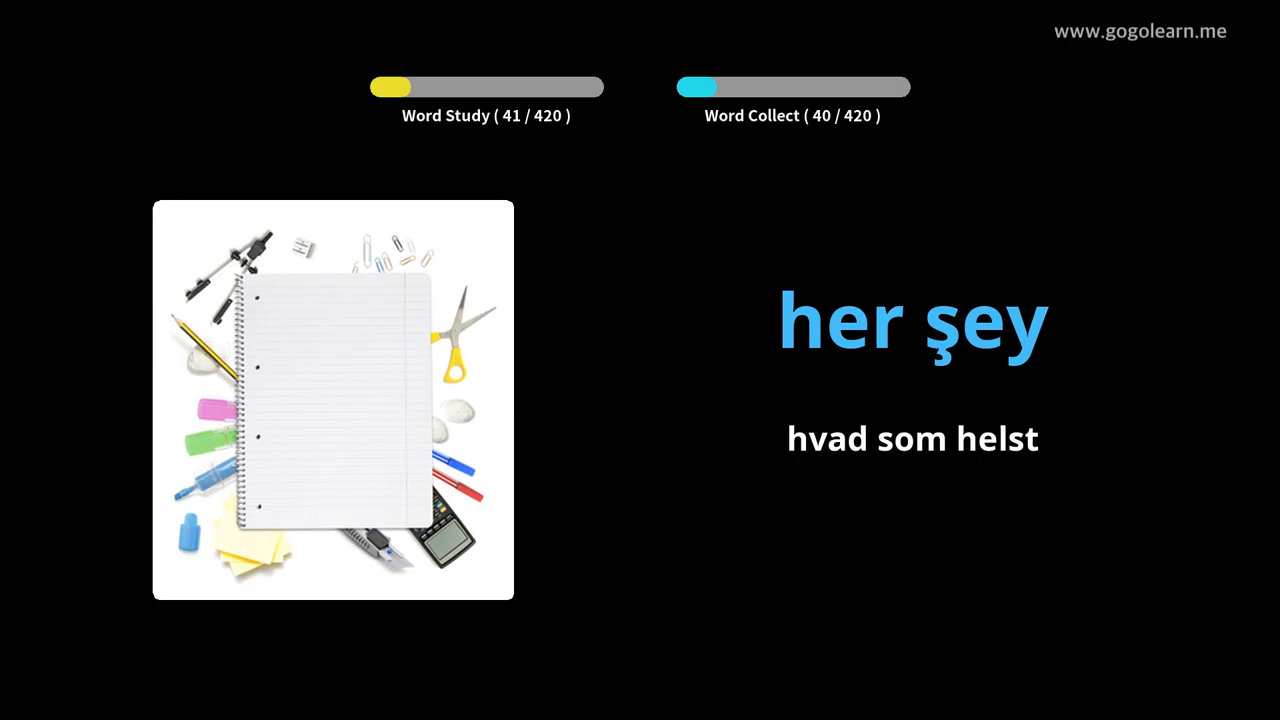 www.gogolearn.me
Word Study ( 41 / 420 )
Word Collect ( 40 / 420 )
her şey
hvad som helst